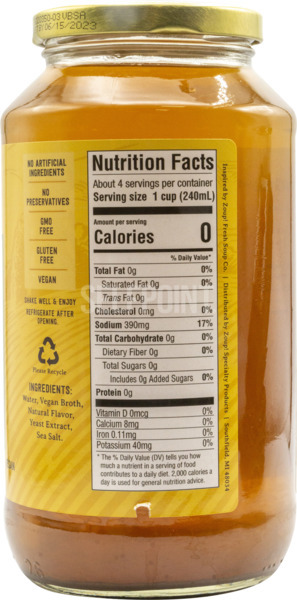 06/15/2023
NO ARTIFICIAL
INGREDIENTS
NO
PRESERVATIVES
GMO
FREE
GLUTEN
FREE
VEGAN
SHAKE WELL & ENJOY
REFRIGERATE AFTER
OPENING.
Please Recycle
INGREDIENTS:
Water, Vegan Broth,
Natural Flavor,
Yeast Extract,
Sea Salt.
Nutrition Facts
About 4 servings per container
Serving size 1 cup (240mL)
Amount per serving
Calories 0
% Daily Value*
Total Fat 0g 0%
Saturated Fat 0g 0%
Trans Fat 0g
Cholesterol 0mg 0%
Sodium 390mg 17%
Total Carbohydrate 0g 0%
Dietary Fiber 0g 0%
Total Sugars 0g
Includes 0g Added Sugars 0%
Protein 0g
Vitamin D 0mcg 0%
Calcium 8mg 0%
Iron 0.11mg 0%
Potassium 40mg 0%
* The % Daily Value (DV) tells you how
much a nutrient in a serving of food
contributes to a daily diet. 2,000 calories a
day is used for general nutrition advice.
Inspired by Zoup! Fresh Soup Co. | Distributed by Zoup! Specialty Products | Southfield, MI 48034